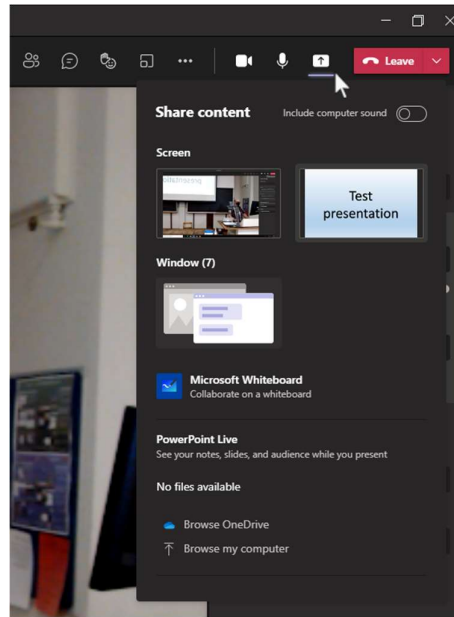 Leave
Share content
Include computer sound
Screen
Test
presentation
Window (7)
Microsoft Whiteboard
Collaborate on a whiteboard
PowerPoint Live
See your notes, slides, and audience while you present
No files available
Browse OneDrive
Browse my computer